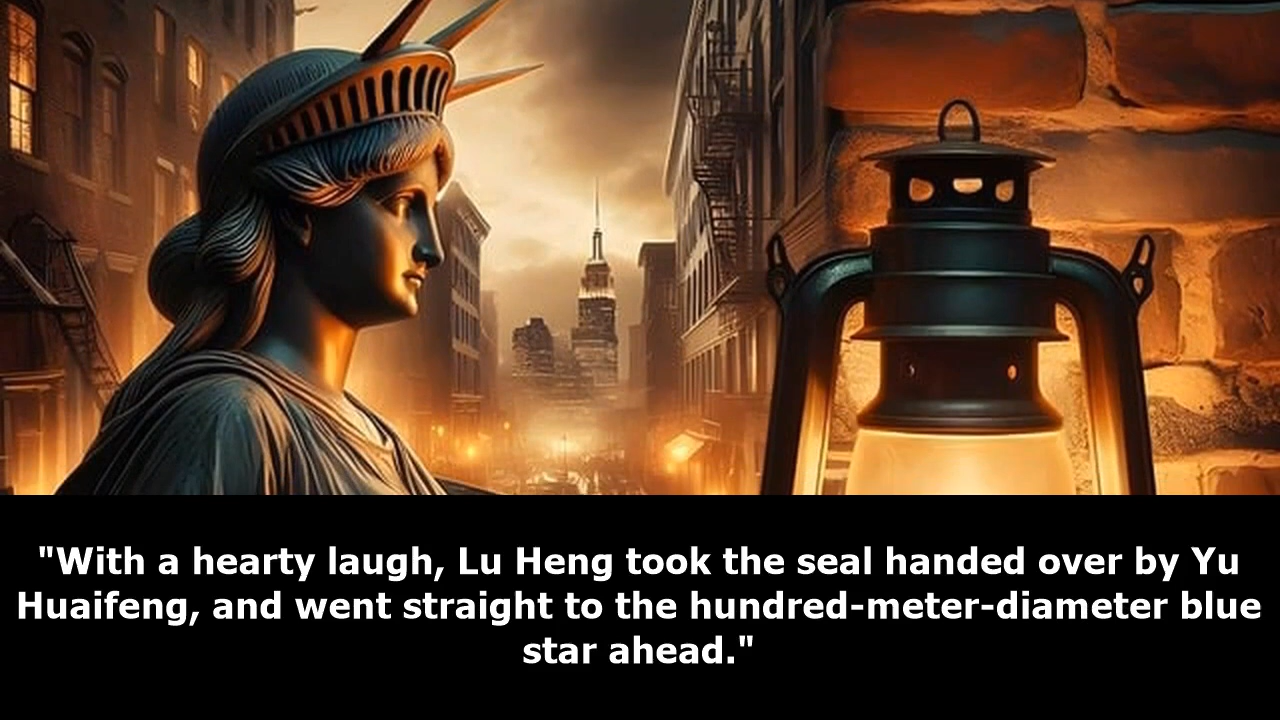 "With a hearty laugh, Lu Heng took the seal handed over by Yu
Huaifeng, and went straight to the hundred-meter-diameter blue
star ahead."